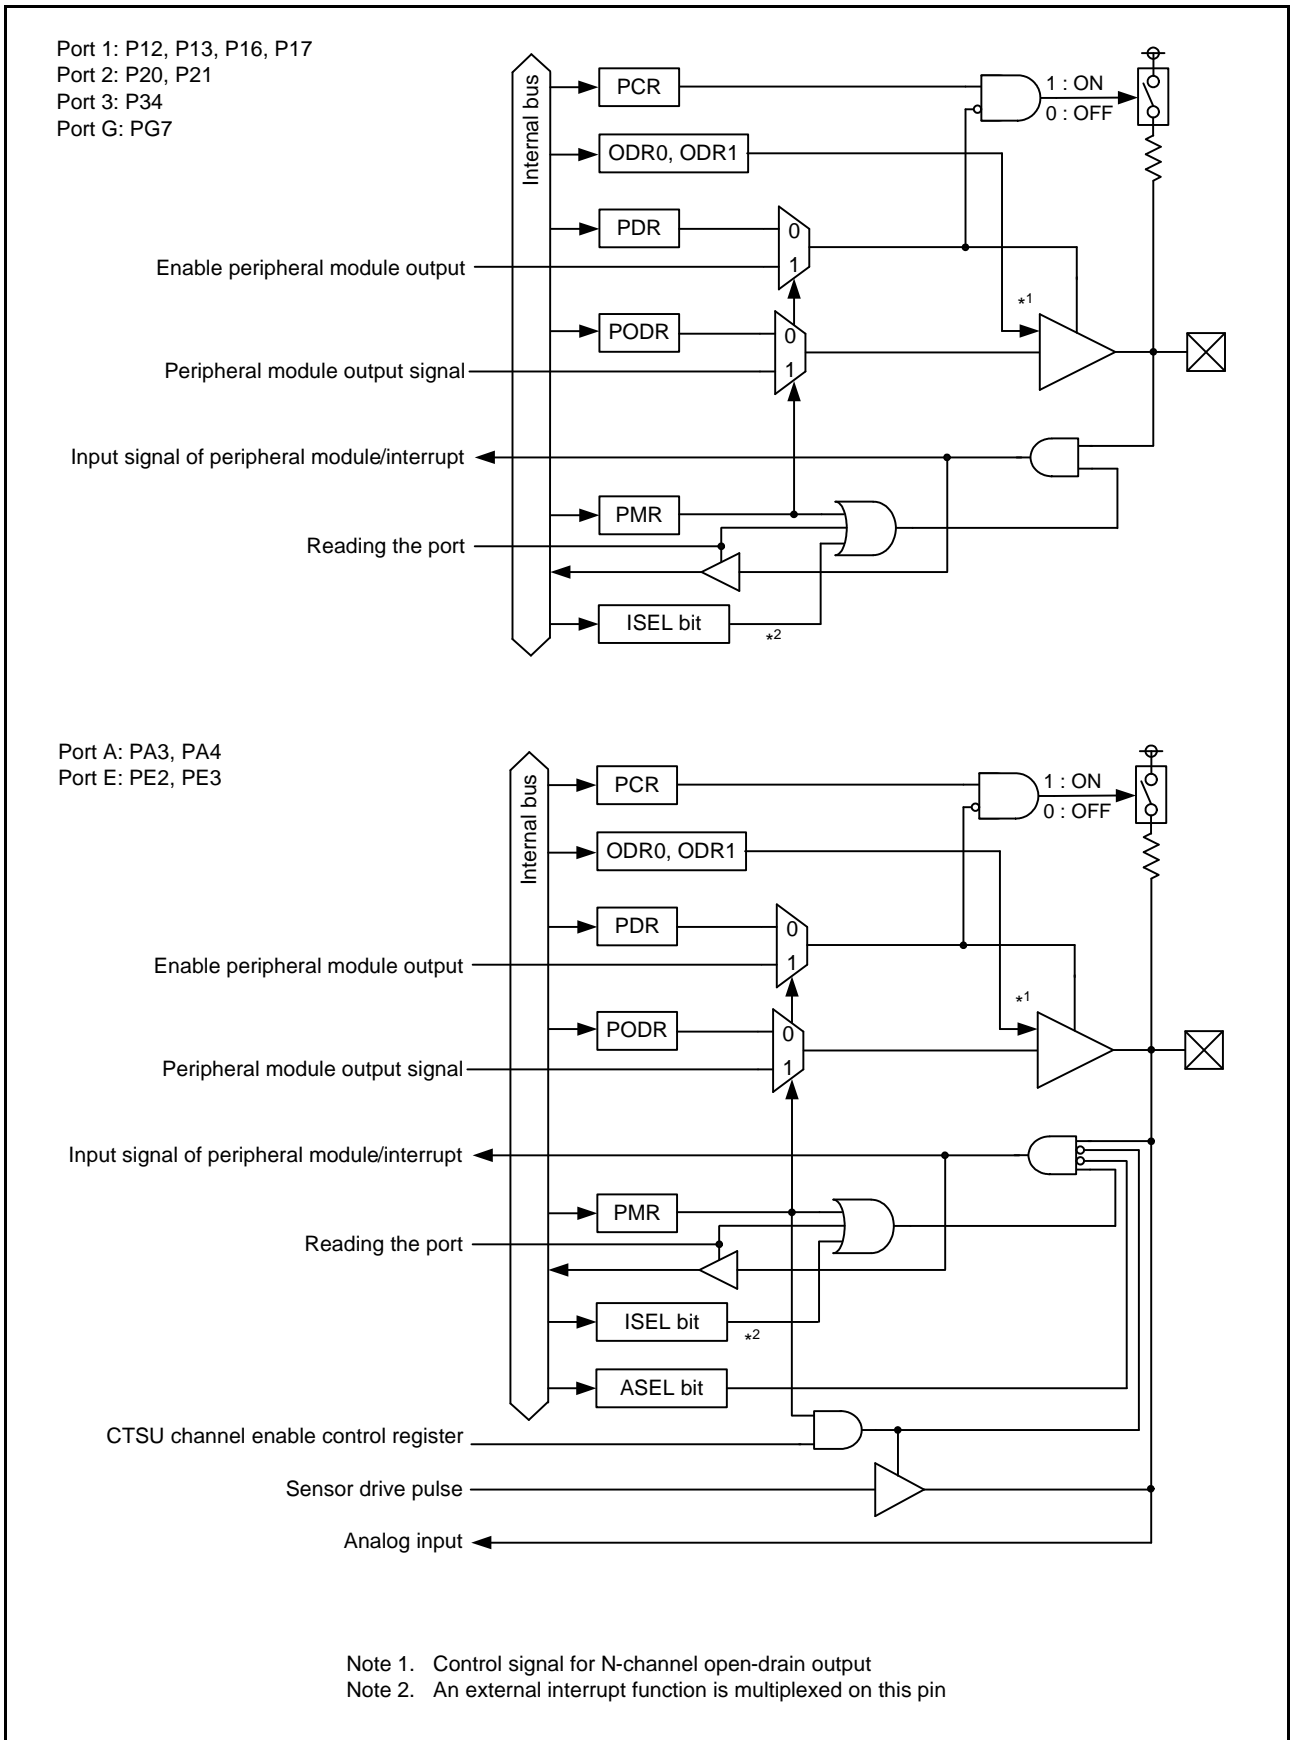 Port 1: P12, P13, P16, P17
Port 2: P20, P21
Port 3: P34
Port G: PG7
Internal bus
PCR
1 : ON
0 : OFF
ODR0, ODR1
PDR
0
Enable peripheral module output
1
*1
PODR
0
Peripheral module output signal
1
Input signal of peripheral module/interrupt
PMR
Reading the port
ISEL bit
*2
Port A: PA3, PA4
Port E: PE2, PE3
Internal bus
PCR
1 : ON
0 : OFF
ODR0, ODR1
PDR
0
Enable peripheral module output
1
*1
PODR
0
Peripheral module output signal
1
Input signal of peripheral module/interrupt
PMR
Reading the port
ISEL bit
*2
ASEL bit
CTSU channel enable control register
Sensor drive pulse
Analog input
Note 1. Control signal for N-channel open-drain output
Note 2. An external interrupt function is multiplexed on this pin